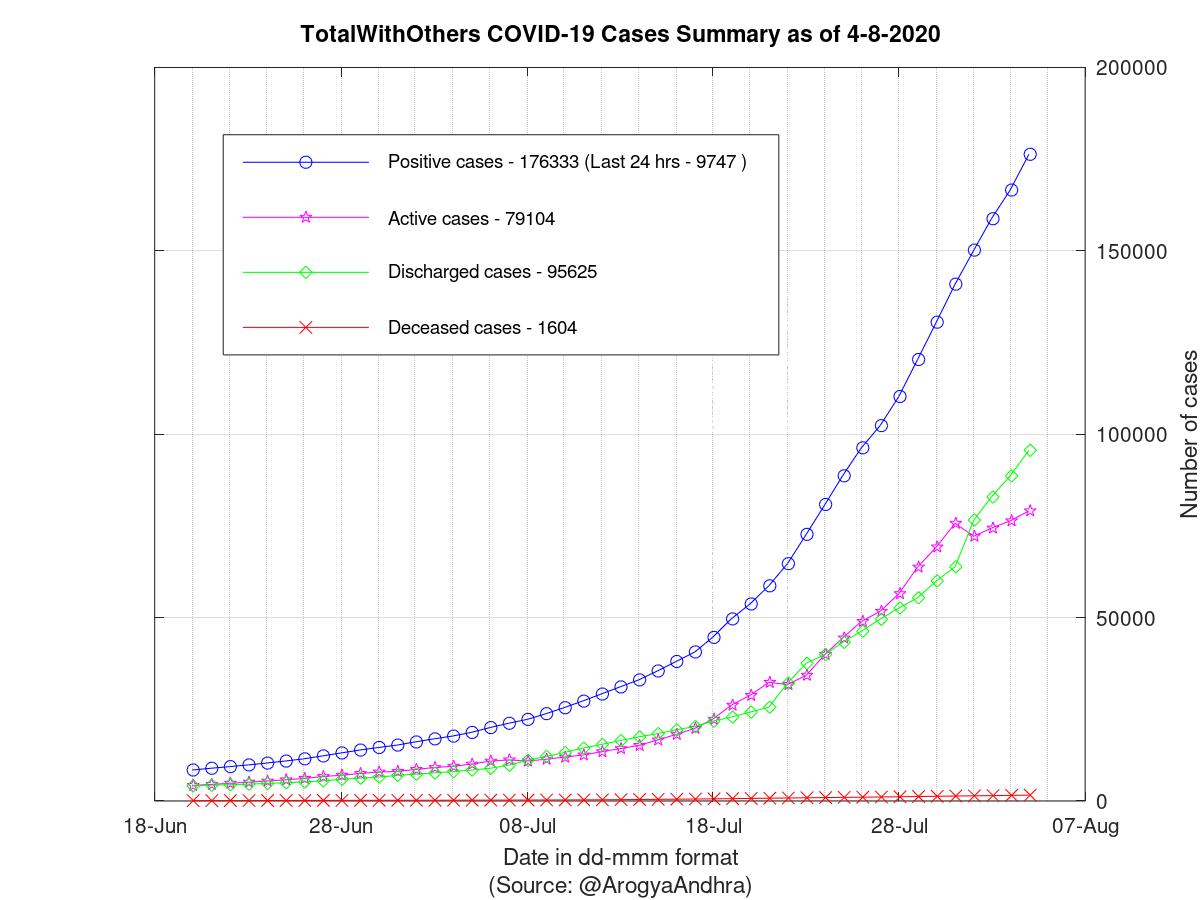 TotalWithOthers COVID-19 Cases Summary as of 4-8-2020
200000
Positive cases - 176333 (Last 24 hrs - 9747 )
Active cases - 79104
150000
Discharged cases - 95625
Deceased cases - 1604
100000
Number of cases
50000
0
18-Jun 28-Jun 08-Jul 18-Jul 28-Jul 07-Aug
Date in dd-mmm format
(Source: @ArogyaAndhra)